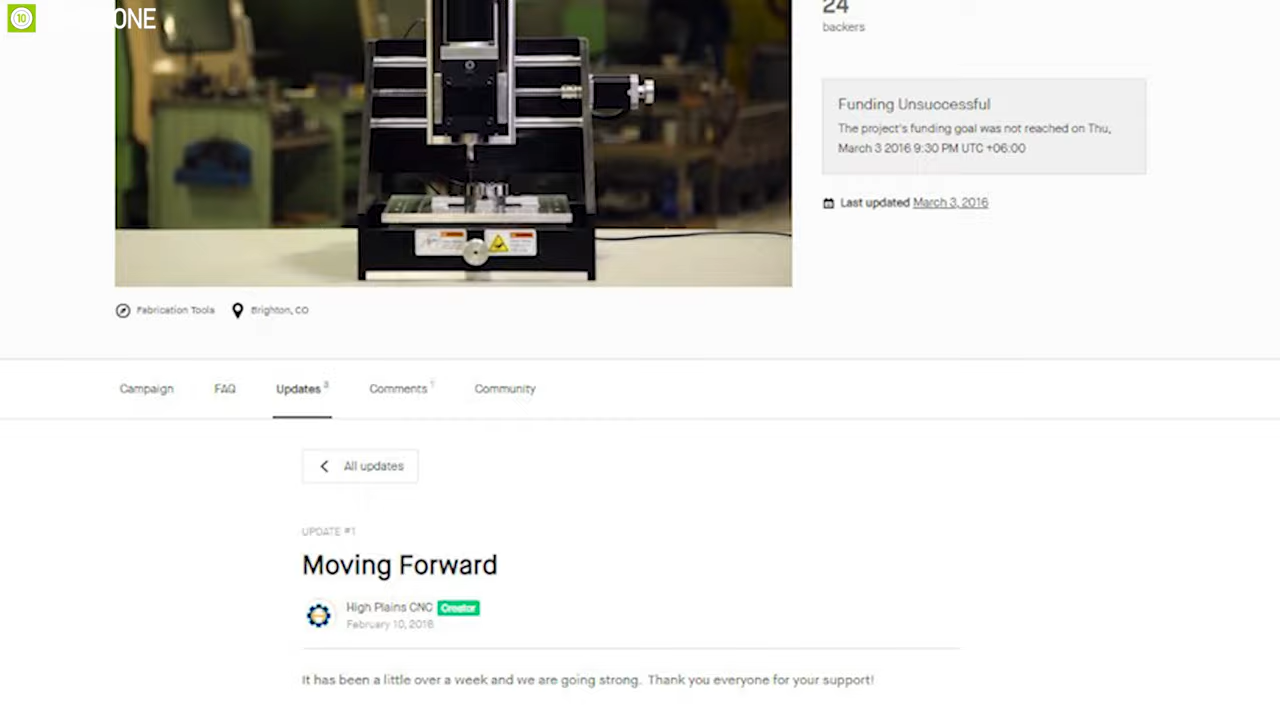 10 ONE
24
backers
Funding Unsuccessful
The project's funding goal was not reached on Thu,
March 3 2016 9:30 PM UTC +06:00
Last updated March 3, 2016
Fabrication Tools Brighton, CO
Campaign FAQ Updates 3 Comments 1 Community
All updates
UPDATE #1
Moving Forward
High Plains CNC Creator
February 10, 2016
It has been a little over a week and we are going strong. Thank you everyone for your support!